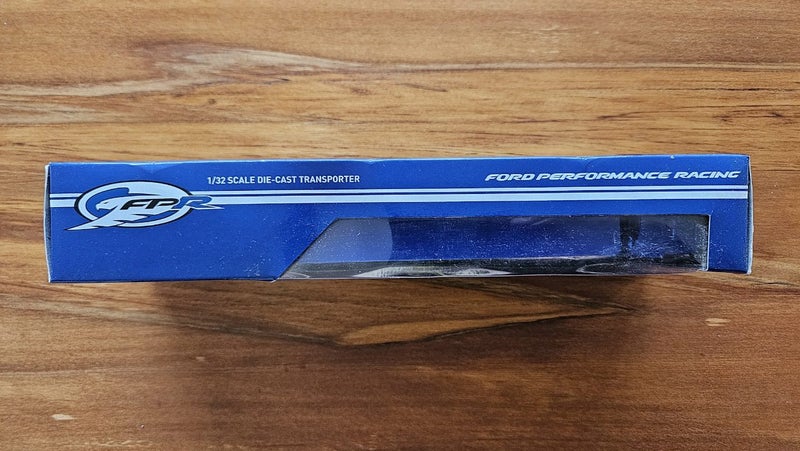 1/32 SCALE DIE-CAST TRANSPORTER
FORD PERFORMANCE RACING
FPR